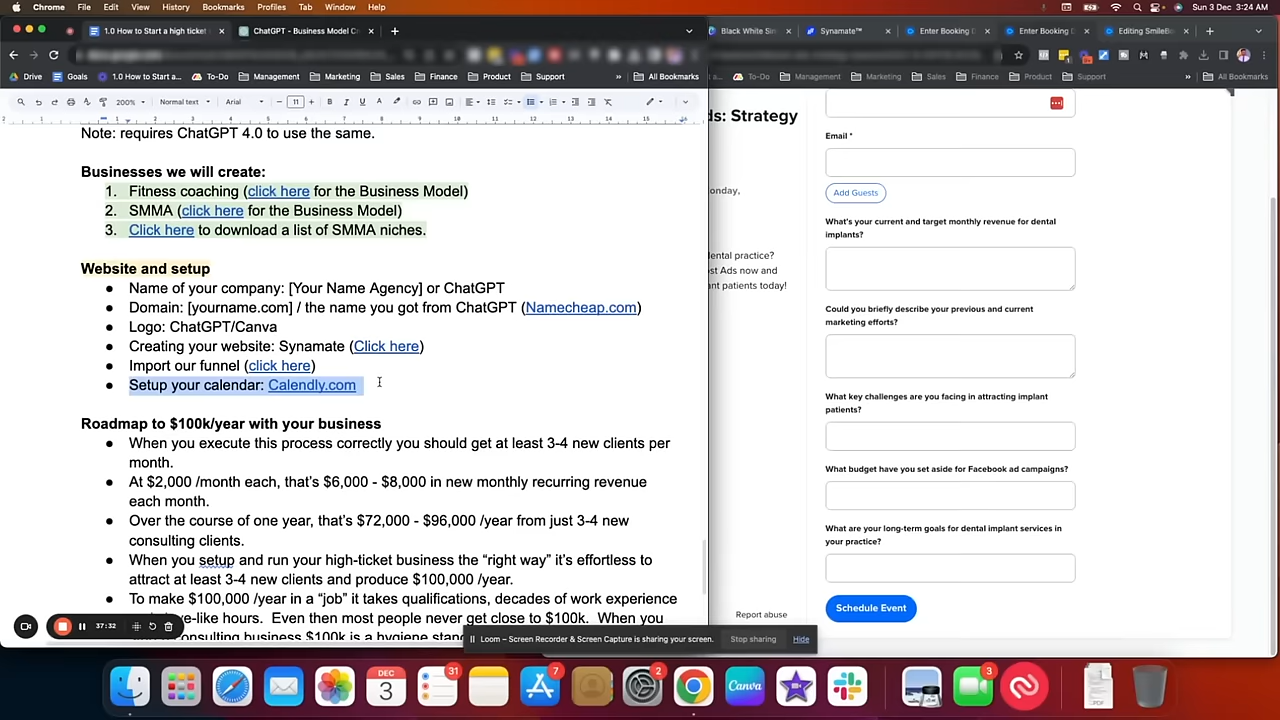 Chrome File Edit View History Bookmarks Profiles Tab Window Help
Sun 3 Dec 3:24 AM
1.0 How to Start a high ticket
ChatGPT - Business Model Cr
Black White Sin
Synamate™
Enter Booking D
Enter Booking D
Editing SmileBo
Drive Goals 1.0 How to Start a... To-Do Management Marketing Sales Finance Product Support » All Bookmarks
To-Do Management Marketing Sales Finance Product Support » All Bookmarks
200% Normal text Arial 11
Note: requires ChatGPT 4.0 to use the same.
Businesses we will create:
1. Fitness coaching (click here for the Business Model)
2. SMMA (click here for the Business Model)
3. Click here to download a list of SMMA niches.
Website and setup
● Name of your company: [Your Name Agency] or ChatGPT
● Domain: [yourname.com] / the name you got from ChatGPT (Namecheap.com)
● Logo: ChatGPT/Canva
● Creating your website: Synamate (Click here)
● Import our funnel (click here)
● Setup your calendar: Calendly.com
Roadmap to $100k/year with your business
● When you execute this process correctly you should get at least 3-4 new clients per
month.
● At $2,000 /month each, that's $6,000 - $8,000 in new monthly recurring revenue
each month.
● Over the course of one year, that's $72,000 - $96,000 /year from just 3-4 new
consulting clients.
● When you setup and run your high-ticket business the "right way" it's effortless to
attract at least 3-4 new clients and produce $100,000 /year.
● To make $100,000 /year in a "job" it takes qualifications, decades of work experience
e-like hours. Even then most people never get close to $100k. When you
consulting business $100k is a hygiene stan
37:32
ds: Strategy
onday,
dental practice?
st Ads now and
nt patients today!
Report abuse
Email *
Add Guests
What's your current and target monthly revenue for dental
implants?
Could you briefly describe your previous and current
marketing efforts?
What key challenges are you facing in attracting implant
patients?
What budget have you set aside for Facebook ad campaigns?
What are your long-term goals for dental implant services in
your practice?
Schedule Event
Loom – Screen Recorder & Screen Capture is sharing your screen. Stop sharing Hide
31
7
2
3
DEC
3
Canva
PDF